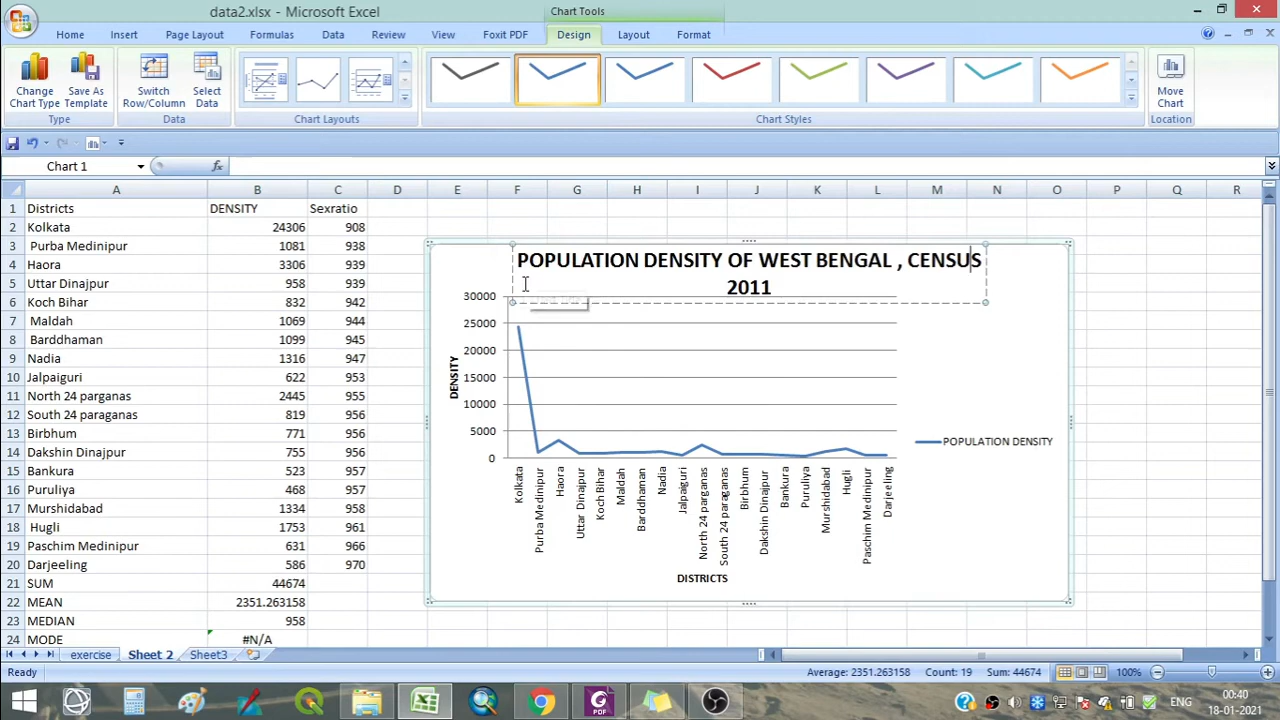 data2.xlsx - Microsoft Excel
Chart Tools
Home Insert Page Layout Formulas Data Review View Foxit PDF Design Layout Format
Change Chart Type
Save As Template
Switch Row/Column
Select Data
Type Data Chart Layouts Chart Styles
Move Chart
Location
Chart 1 fx
A B C D E F G H I J K L M N O P Q R
1 Districts DENSITY Sexratio
2 Kolkata 24306 908
3 Purba Medinipur 1081 938
4 Haora 3306 939
5 Uttar Dinajpur 958 939
6 Koch Bihar 832 942
7 Maldah 1069 944
8 Barddhaman 1099 945
9 Nadia 1316 947
10 Jalpaiguri 622 953
11 North 24 parganas 2445 955
12 South 24 paraganas 819 956
13 Birbhum 771 956
14 Dakshin Dinajpur 755 956
15 Bankura 523 957
16 Puruliya 468 957
17 Murshidabad 1334 958
18 Hugli 1753 961
19 Paschim Medinipur 631 966
20 Darjeeling 586 970
21 SUM 44674
22 MEAN 2351.263158
23 MEDIAN 958
24 MODE #N/A
POPULATION DENSITY OF WEST BENGAL , CENSUS
2011
30000
25000
20000
15000
10000
5000
0
DENSITY
POPULATION DENSITY
Kolkata
Purba Medinipur
Haora
Uttar Dinajpur
Koch Bihar
Maldah
Barddhaman
Nadia
Jalpaiguri
North 24 parganas
South 24 paraganas
Birbhum
Dakshin Dinajpur
Bankura
Puruliya
Murshidabad
Hugli
Paschim Medinipur
Darjeeling
DISTRICTS
exercise Sheet 2 Sheet3
Ready Average: 2351.263158 Count: 19 Sum: 44674 100%
PDF
ENG
00:40
18-01-2021